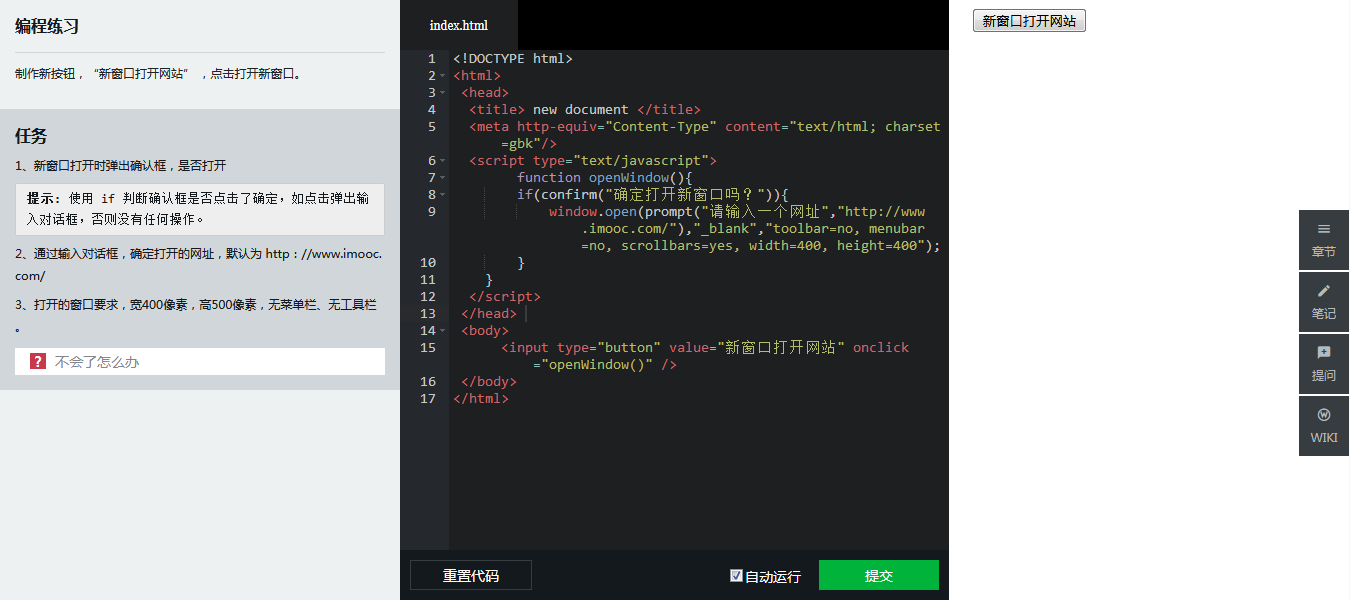 编程练习
制作新按钮，“新窗口打开网站” ，点击打开新窗口。
任务
1、新窗口打开时弹出确认框，是否打开
提示: 使用 if 判断确认框是否点击了确定，如点击弹出输
入对话框，否则没有任何操作。
2、通过输入对话框，确定打开的网址，默认为 http：//www.imooc.
com/
3、打开的窗口要求，宽400像素，高500像素，无菜单栏、无工具栏
。
? 不会了怎么办
index.html
1 <!DOCTYPE html>
2 <html>
3 <head>
4 <title> new document </title>
5 <meta http-equiv="Content-Type" content="text/html; charset
=gbk"/>
6 <script type="text/javascript">
7 function openWindow(){
8 if(confirm("确定打开新窗口吗？")){
9 window.open(prompt("请输入一个网址","http://www
.imooc.com/"),"_blank","toolbar=no, menubar
=no, scrollbars=yes, width=400, height=400");
10 }
11 }
12 </script>
13 </head>
14 <body>
15 <input type="button" value="新窗口打开网站" onclick
="openWindow()" />
16 </body>
17 </html>
重置代码
自动运行
提交
新窗口打开网站
章节
笔记
提问
WIKI